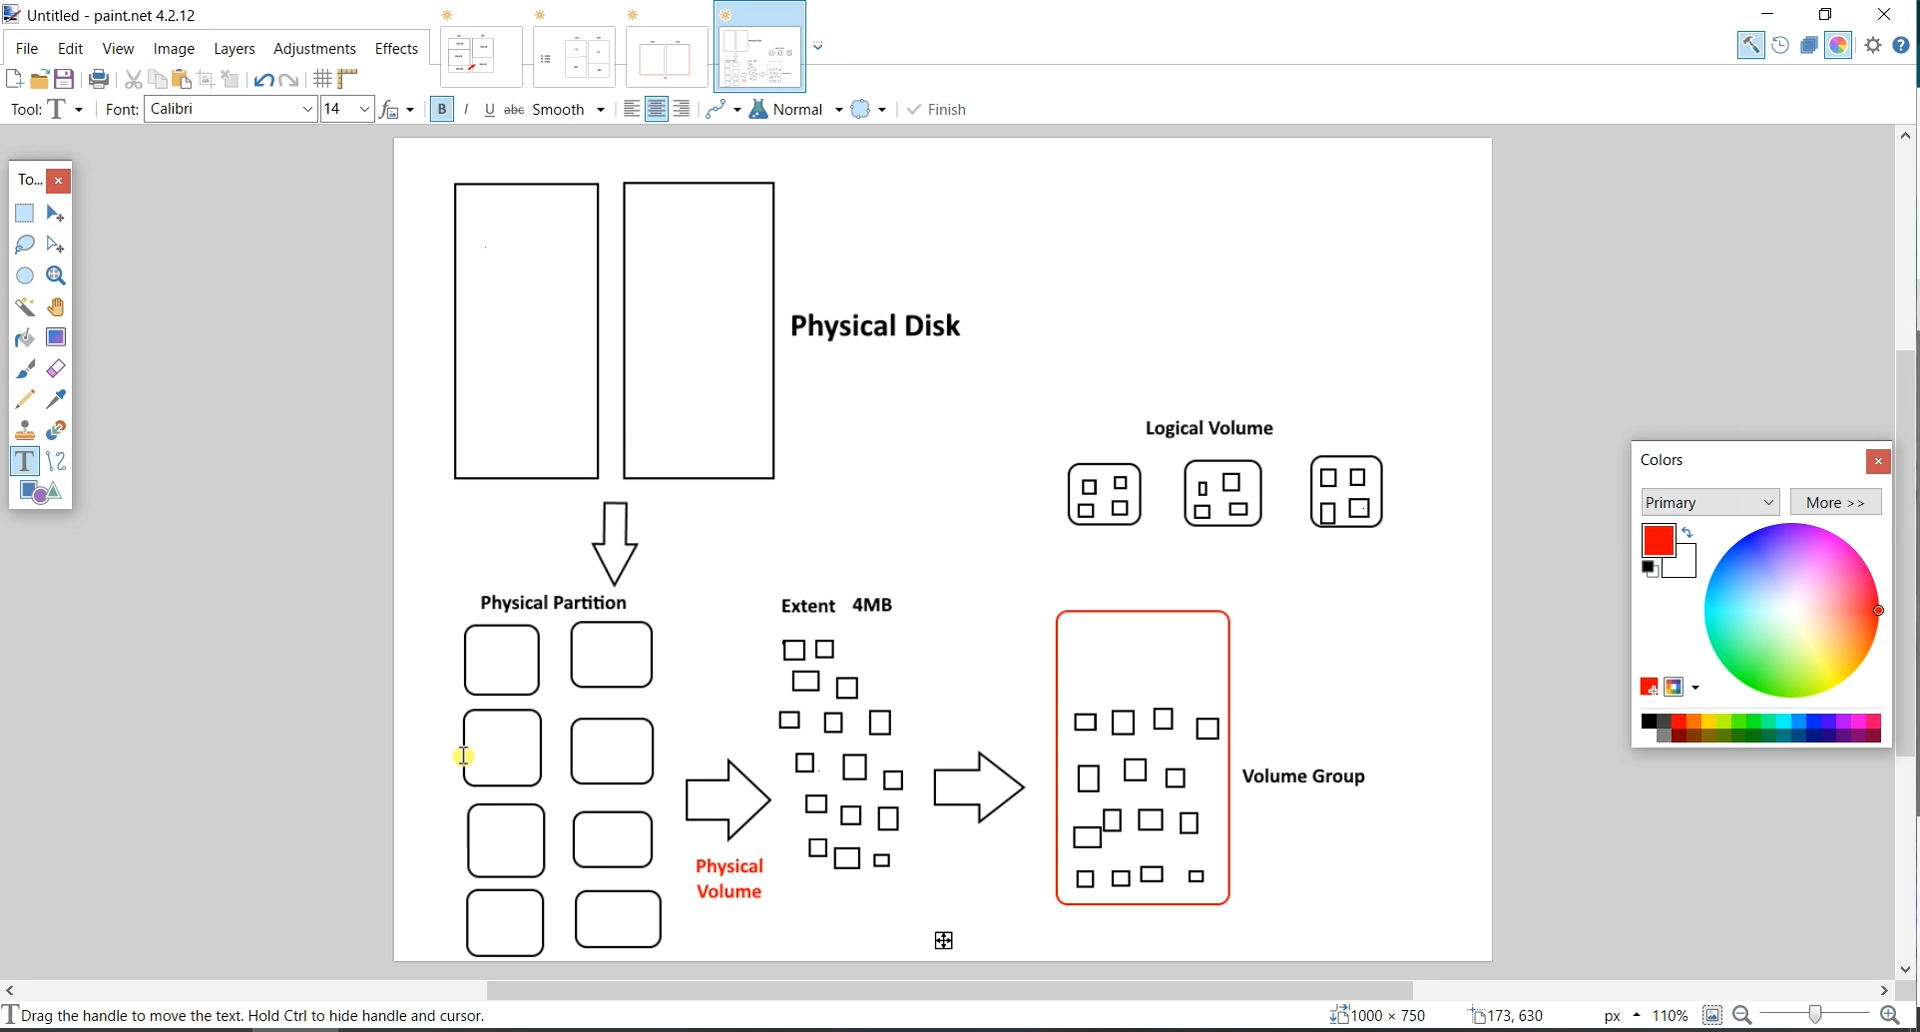 Untitled - paint.net 4.2.12
File Edit View Image Layers Adjustments Effects
Tool: T Font: Calibri 14 B I U abc Smooth Normal Finish
To...
Physical Disk
Logical Volume
Colors
Primary More >>
Physical Partition
Extent 4MB
Volume Group
Physical
Volume
Drag the handle to move the text. Hold Ctrl to hide handle and cursor. 1000 × 750 173, 630 px 110%